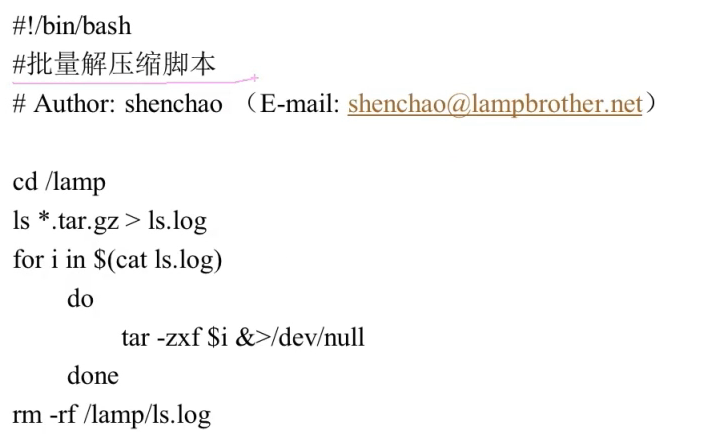 #!/bin/bash
#批量解压缩脚本
# Author: shenchao （E-mail: shenchao@lampbrother.net）
cd /lamp
ls *.tar.gz > ls.log
for i in $(cat ls.log)
do
tar -zxf $i &>/dev/null
done
rm -rf /lamp/ls.log